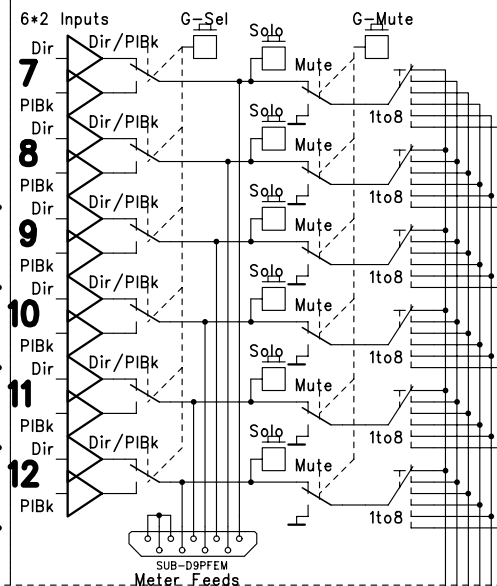 6*2 Inputs
G-Sel
Solo
G-Mute
Dir
Dir/PlBk
Mute
7
PlBk
1to8
Dir
Dir/PlBk
Solo
Mute
8
PlBk
1to8
Dir
Dir/PlBk
Solo
Mute
9
PlBk
1to8
Dir
Dir/PlBk
Solo
Mute
10
PlBk
1to8
Dir
Dir/PlBk
Solo
Mute
11
PlBk
1to8
Dir
Dir/PlBk
Solo
Mute
12
PlBk
1to8
SUB-D9PFEM
Meter Feeds